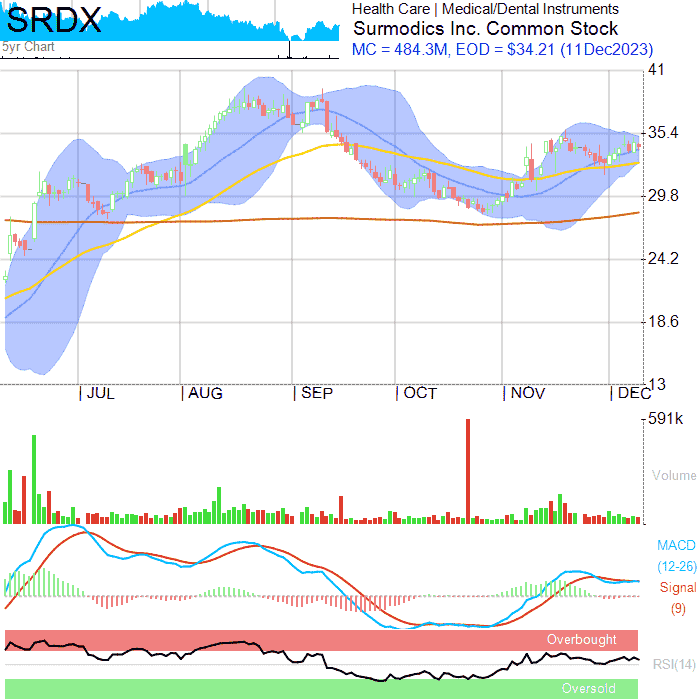 SRDX
Health Care | Medical/Dental Instruments
Surmodics Inc. Common Stock
MC = 484.3M, EOD = $34.21 (11Dec2023)
5yr Chart
41
35.4
29.8
24.2
18.6
13
| JUL | AUG | SEP | OCT | NOV | DEC
591k
Volume
MACD
(12-26)
Signal
(9)
Overbought
RSI(14)
Oversold